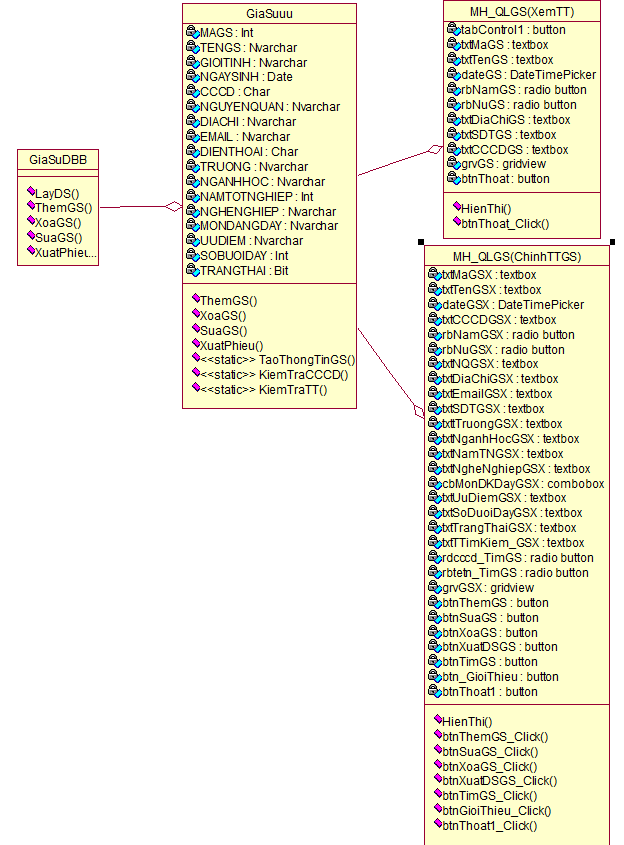 GiaSuDBB
LayDS()
ThemGS()
XoaGS()
SuaGS()
XuatPhieu...
GiaSuuu
MAGS : Int
TENGS : Nvarchar
GIOITINH : Nvarchar
NGAYSINH : Date
CCCD : Char
NGUYENQUAN : Nvarchar
DIACHI : Nvarchar
EMAIL : Nvarchar
DIENTHOAI : Char
TRUONG : Nvarchar
NGANHHOC : Nvarchar
NAMTOTNGHIEP : Int
NGHENGHIEP : Nvarchar
MONDANGDAY : Nvarchar
UUDIEM : Nvarchar
SOBUOIDAY : Int
TRANGTHAI : Bit
ThemGS()
XoaGS()
SuaGS()
XuatPhieu()
<<static>> TaoThongTinGS()
<<static>> KiemTraCCCD()
<<static>> KiemTraTT()
MH_QLGS(XemTT)
tabControl1 : button
txtMaGS : textbox
txtTenGS : textbox
dateGS : DateTimePicker
rbNamGS : radio button
rbNuGS : radio button
txtDiaChiGS : textbox
txtSDTGS : textbox
txtCCCDGS : textbox
grvGS : gridview
btnThoat : button
HienThi()
btnThoat_Click()
MH_QLGS(ChinhTTGS)
txtMaGSX : textbox
txtTenGSX : textbox
dateGSX : DateTimePicker
txtCCCDGSX : textbox
rbNamGSX : radio button
rbNuGSX : radio button
txtNQGSX : textbox
txtDiaChiGSX : textbox
txtEmailGSX : textbox
txtSDTGSX : textbox
txttTruongGSX : textbox
txtNganhHocGSX : textbox
txtNamTNGSX : textbox
txtNgheNghiepGSX : textbox
cbMonDKDayGSX : combobox
txtUuDiemGSX : textbox
txtSoDuoiDayGSX : textbox
txtTrangThaiGSX : textbox
txtTTimKiem_GSX : textbox
rdcccd_TimGS : radio button
rbtetn_TimGS : radio button
grvGSX : gridview
btnThemGS : button
btnSuaGS : button
btnXoaGS : button
btnXuatDSGS : button
btnTimGS : button
btn_GioiThieu : button
btnThoat1 : button
HienThi()
btnThemGS_Click()
btnSuaGS_Click()
btnXoaGS_Click()
btnXuatDSGS_Click()
btnTimGS_Click()
btnGioiThieu_Click()
btnThoat1_Click()